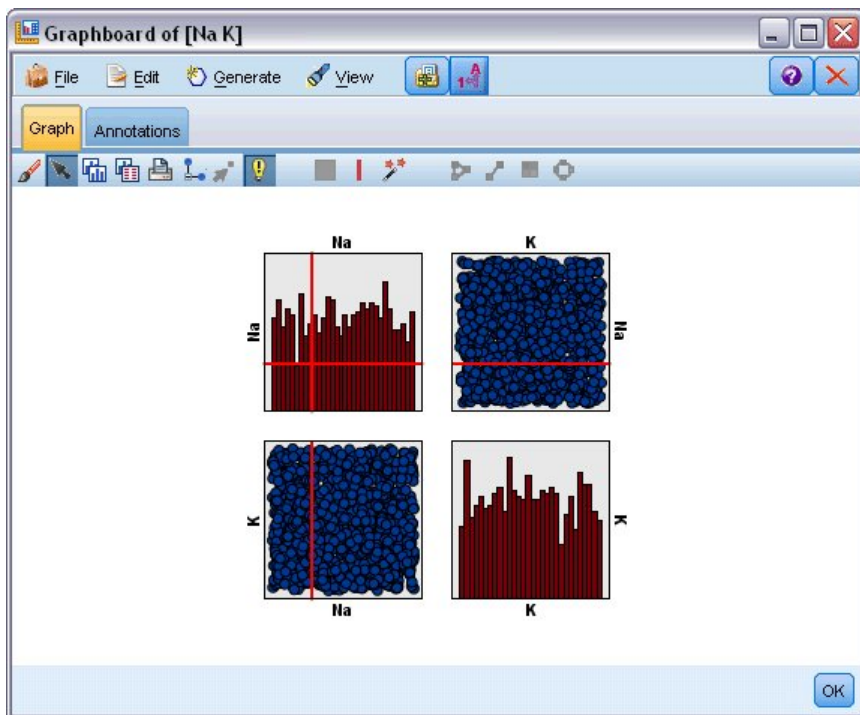 Graphboard of [Na K]
File Edit Generate View
Graph Annotations
Na K
Na Na
K K
Na K
OK